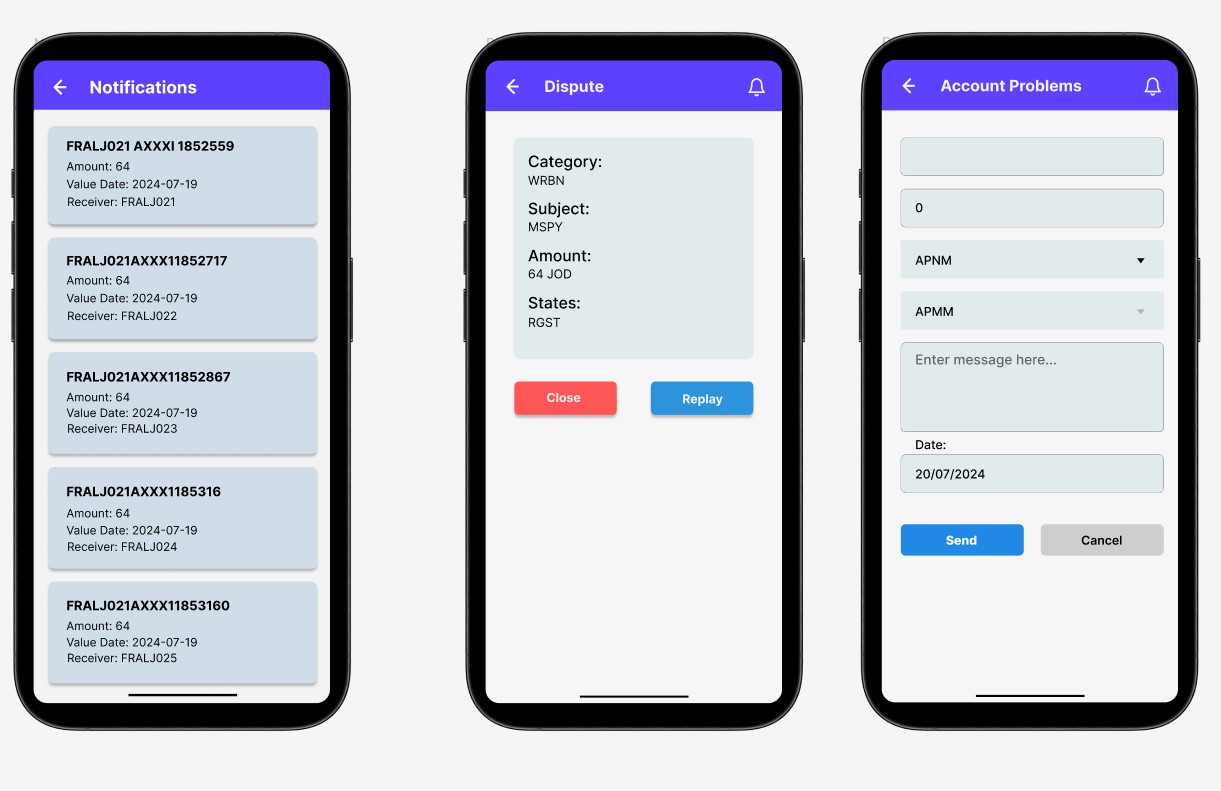 Notifications
FRALJ021 AXXXI 1852559
Amount: 64
Value Date: 2024-07-19
Receiver: FRALJ021
FRALJ021AXXX11852717
Amount: 64
Value Date: 2024-07-19
Receiver: FRALJ022
FRALJ021AXXX11852867
Amount: 64
Value Date: 2024-07-19
Receiver: FRALJ023
FRALJ021AXXX1185316
Amount: 64
Value Date: 2024-07-19
Receiver: FRALJ024
FRALJ021AXXX11853160
Amount: 64
Value Date: 2024-07-19
Receiver: FRALJ025
Dispute
Category:
WRBN
Subject:
MSPY
Amount:
64 JOD
States:
RGST
Close
Replay
Account Problems
0
APNM
APMM
Enter message here...
Date:
20/07/2024
Send
Cancel